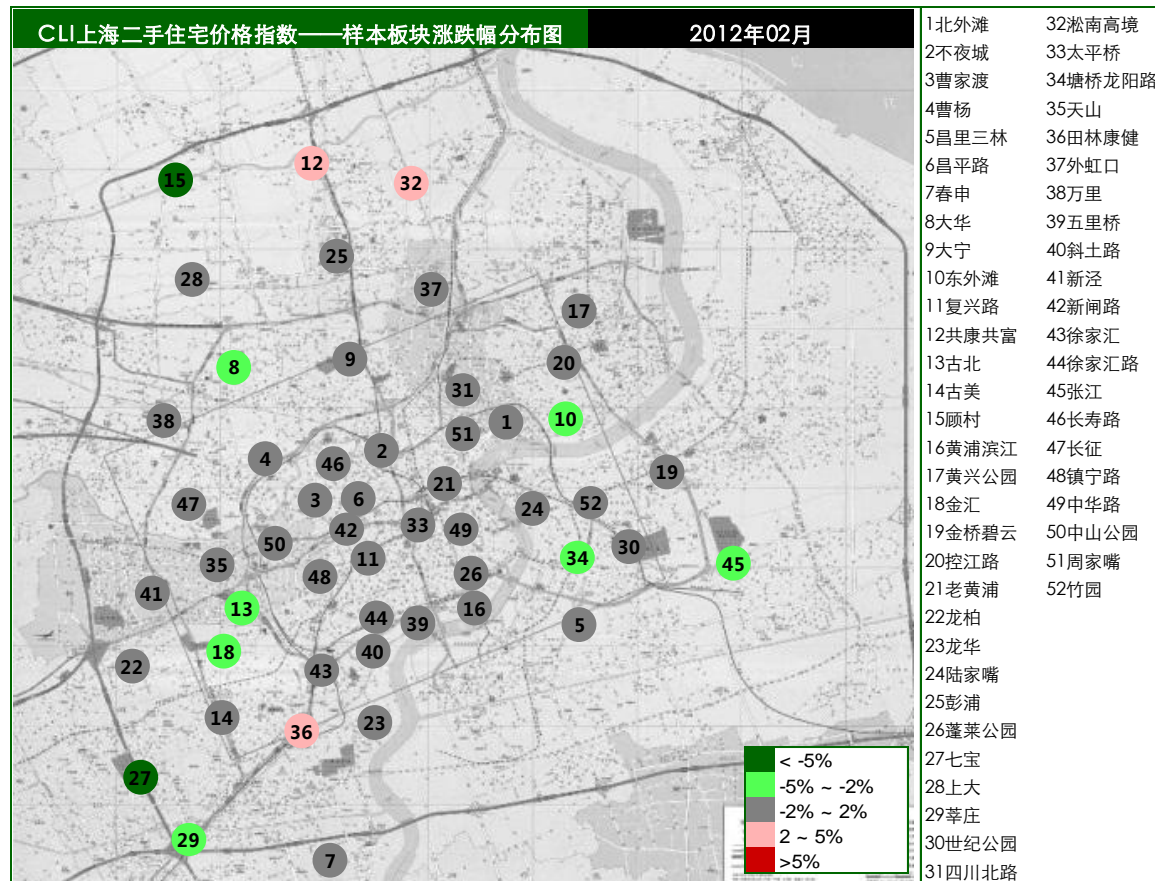 CLI上海二手住宅价格指数——样本板块涨跌幅分布图
2012年02月
15
12
32
25
28
37
17
8
9
20
31
38
10
1
51
2
4
46
19
21
47
3
6
52
24
33
42
49
50
30
11
34
35
45
48
26
41
13
16
44
39
5
18
40
22
43
14
23
36
27
29
7
< -5%
-5% ~ -2%
-2% ~ 2%
2 ~ 5%
>5%
1北外滩
2不夜城
3曹家渡
4曹杨
5昌里三林
6昌平路
7春申
8大华
9大宁
10东外滩
11复兴路
12共康共富
13古北
14古美
15顾村
16黄浦滨江
17黄兴公园
18金汇
19金桥碧云
20控江路
21老黄浦
22龙柏
23龙华
24陆家嘴
25彭浦
26蓬莱公园
27七宝
28上大
29莘庄
30世纪公园
31四川北路
32淞南高境
33太平桥
34塘桥龙阳路
35天山
36田林康健
37外虹口
38万里
39五里桥
40斜土路
41新泾
42新闸路
43徐家汇
44徐家汇路
45张江
46长寿路
47长征
48镇宁路
49中华路
50中山公园
51周家嘴
52竹园